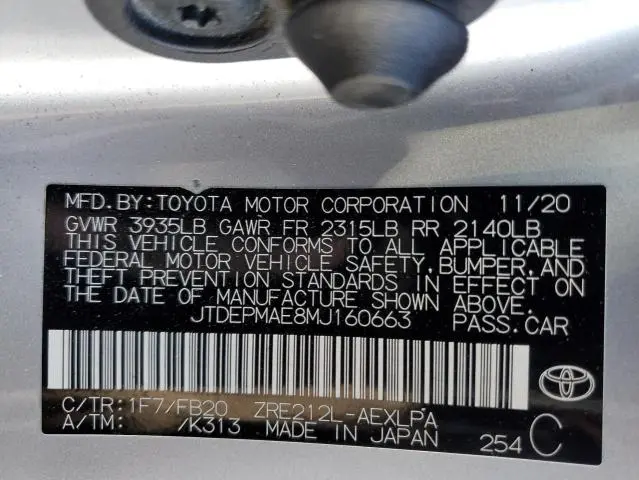 MFD.BY:TOYOTA MOTOR CORPORATION 11/20
GVWR 3935LB GAWR FR 2315LB RR 2140LB
THIS VEHICLE CONFORMS TO ALL APPLICABLE
FEDERAL MOTOR VEHICLE SAFETY,BUMPER,AND
THEFT PREVENTION STANDARDS IN EFFECT ON
THE DATE OF MANUFACTURE SHOWN ABOVE.
JTDEPMAE8MJ160663 PASS.CAR
C/TR:1F7/FB20 ZRE212L-AEXLPA
A/TM: /K313 MADE IN JAPAN 254 C
TOYOTA